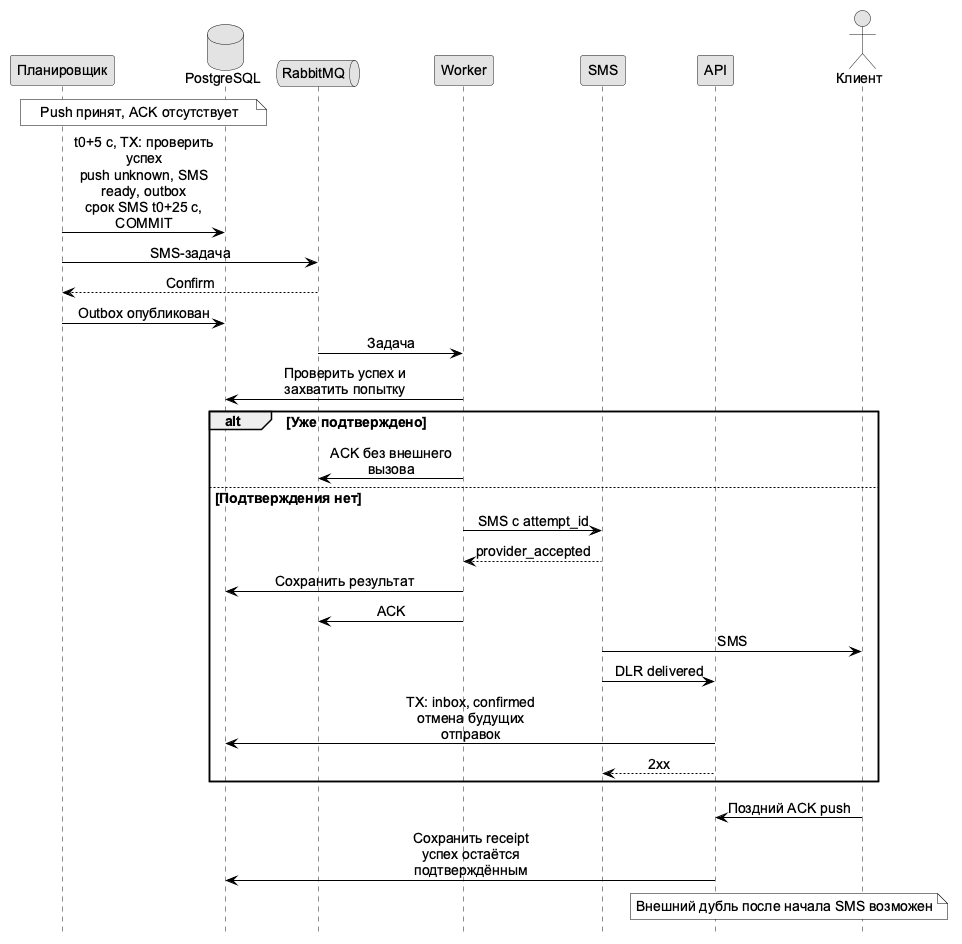 Планировщик
PostgreSQL
RabbitMQ
Worker
SMS
API
Клиент
Push принят, ACK отсутствует
t0+5 с, TX: проверить
успех
push unknown, SMS
ready, outbox
срок SMS t0+25 с,
COMMIT
SMS-задача
Confirm
Outbox опубликован
Задача
Проверить успех и
захватить попытку
alt
[Уже подтверждено]
ACK без внешнего
вызова
[Подтверждения нет]
SMS с attempt_id
provider_accepted
Сохранить результат
ACK
SMS
DLR delivered
TX: inbox, confirmed
отмена будущих
отправок
2xx
Поздний ACK push
Сохранить receipt
успех остаётся
подтверждённым
Внешний дубль после начала SMS возможен